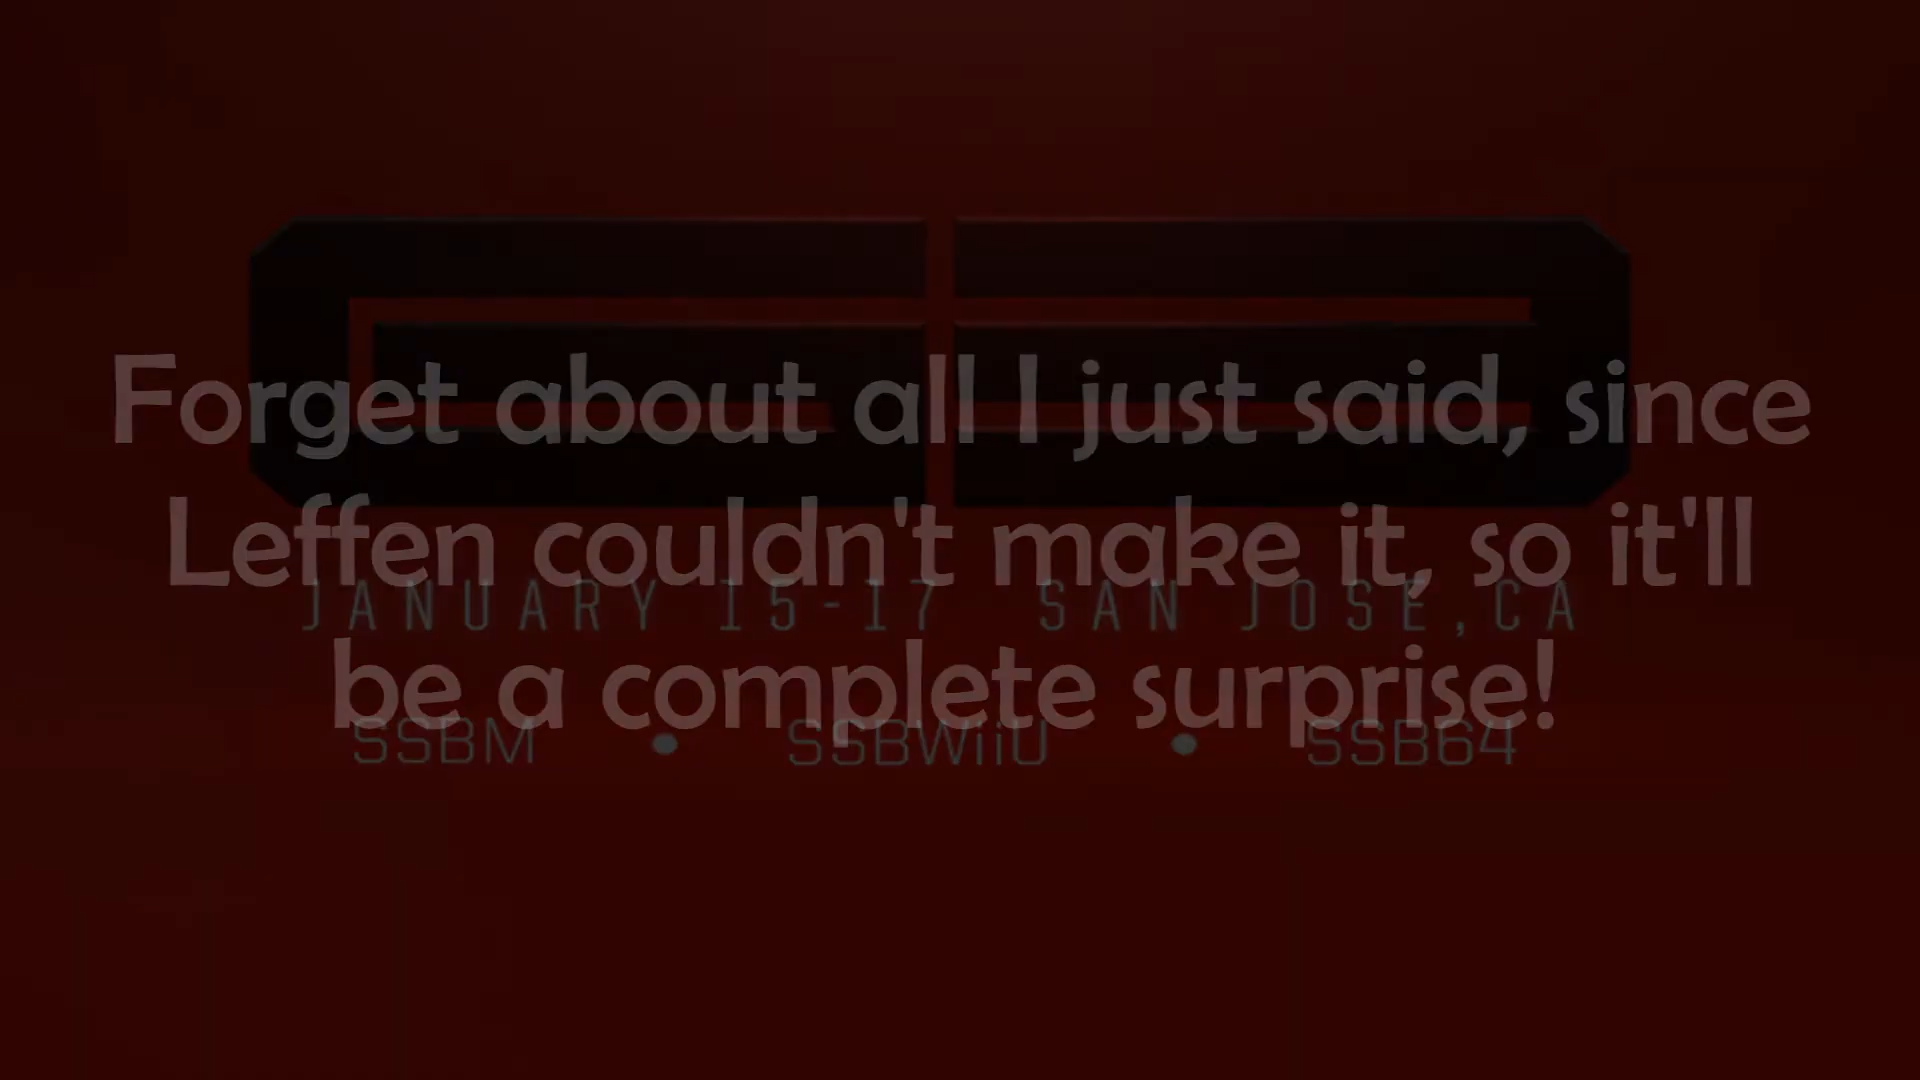 Forget about all I just said, since
Leffen couldn't make it, so it'll
JANUARY 15-17 SAN JOSE, CA
be a complete surprise!
SSBM • SSBWiiU • SSB64